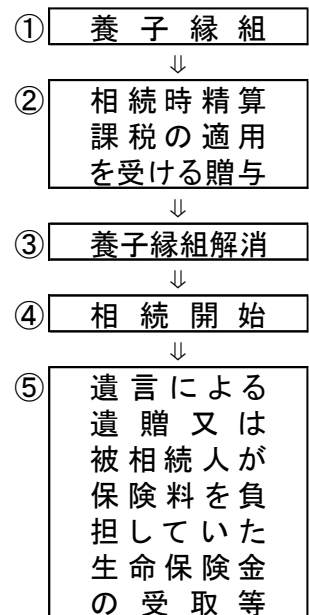 ① 養子縁組
⇓
② 相続時精算
課税の適用
を受ける贈与
⇓
③ 養子縁組解消
⇓
④ 相続開始
⇓
⑤ 遺言による
遺贈又は
被相続人が
保険料を負
担していた
生命保険金
の受取等